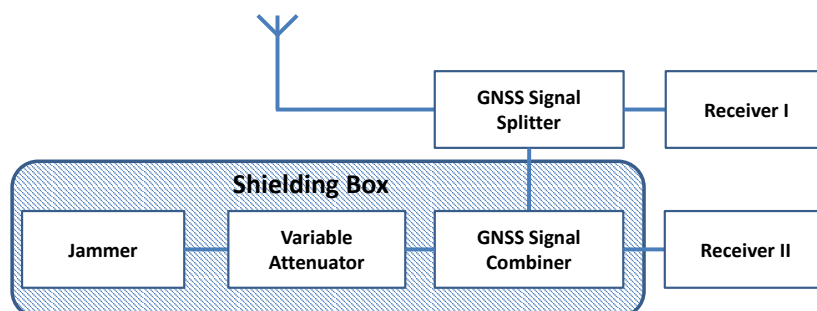 GNSS Signal
Splitter
Receiver I
Shielding Box
Jammer
Variable
Attenuator
GNSS Signal
Combiner
Receiver II